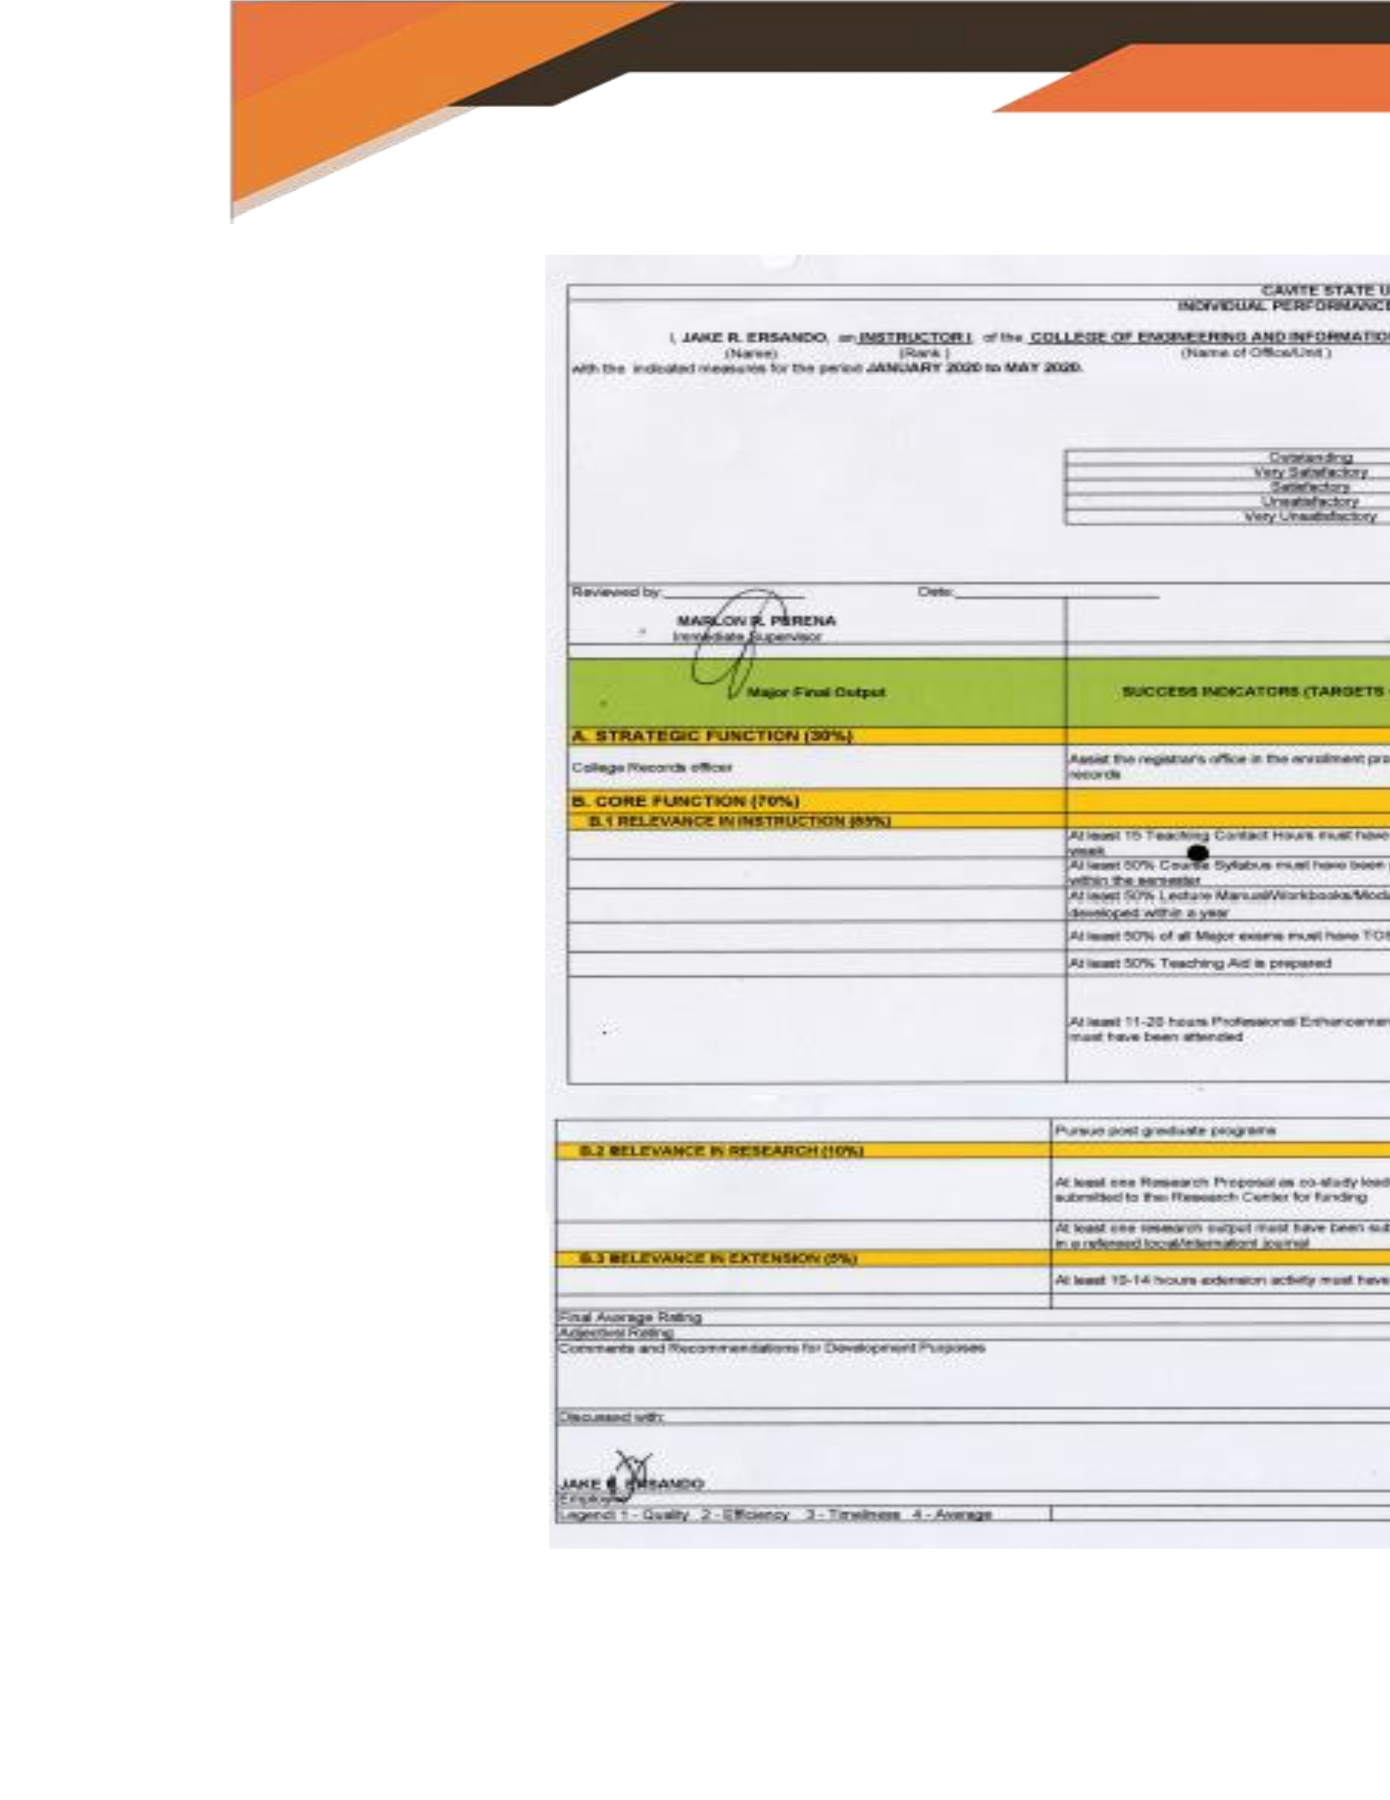 CAVITE STATE U
INDIVIDUAL PERFORMANCE
I, JAKE R. ERSANDO, an INSTRUCTOR I of the COLLEGE OF ENGINEERING AND INFORMATIO
(Name) (Rank ) (Name of Office/Unit )
with the indicated measures for the period JANUARY 2020 to MAY 2020.
Outstanding
Very Satisfactory
Satisfactory
Unsatisfactory
Very Unsatisfactory
Reviewed by: Date:
MARLON R. PERENA
Immediate Supervisor
Major Final Output SUCCESS INDICATORS (TARGETS
A. STRATEGIC FUNCTION (30%)
College Records officer
Assist the registrar's office in the enrollment pro
records
B. CORE FUNCTION (70%)
B.1 RELEVANCE IN INSTRUCTION (85%)
At least 15 Teaching Contact Hours must have
week
At least 50% Course Syllabus must have been
within the semester
At least 50% Lecture Manual/Workbooks/Modu
developed within a year
At least 50% of all Major exams must have TOS
At least 50% Teaching Aid is prepared
At least 11-20 hours Professional Enhancemen
must have been attended
Pursue post graduate programs
B.2 RELEVANCE IN RESEARCH (10%)
At least one Research Proposal as co-study lead
submitted to the Research Center for funding
At least one research output must have been sub
in a refereed local/internationl journal
B.3 RELEVANCE IN EXTENSION (5%)
At least 10-14 hours extension activity must have
Final Average Rating
Adjectival Rating
Comments and Recommendations for Development Purposes
Discussed with:
JAKE R. ERSANDO
Employee
Legend: 1 - Quality 2 - Efficiency 3 - Timeliness 4 - Average